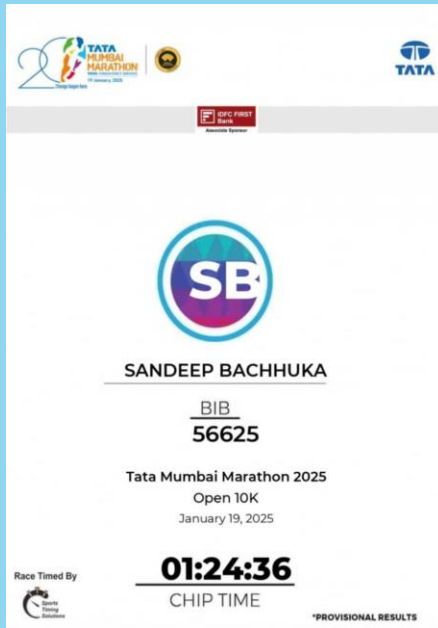 20
TATA
MUMBAI
MARATHON
19 January, 2025
TATA
IDFC FIRST
Bank
Associate Sponsor
SB
SANDEEP BACHHUKA
BIB
56625
Tata Mumbai Marathon 2025
Open 10K
January 19, 2025
01:24:36
CHIP TIME
Race Timed By
Sports
Timing
Solutions
*PROVISIONAL RESULTS